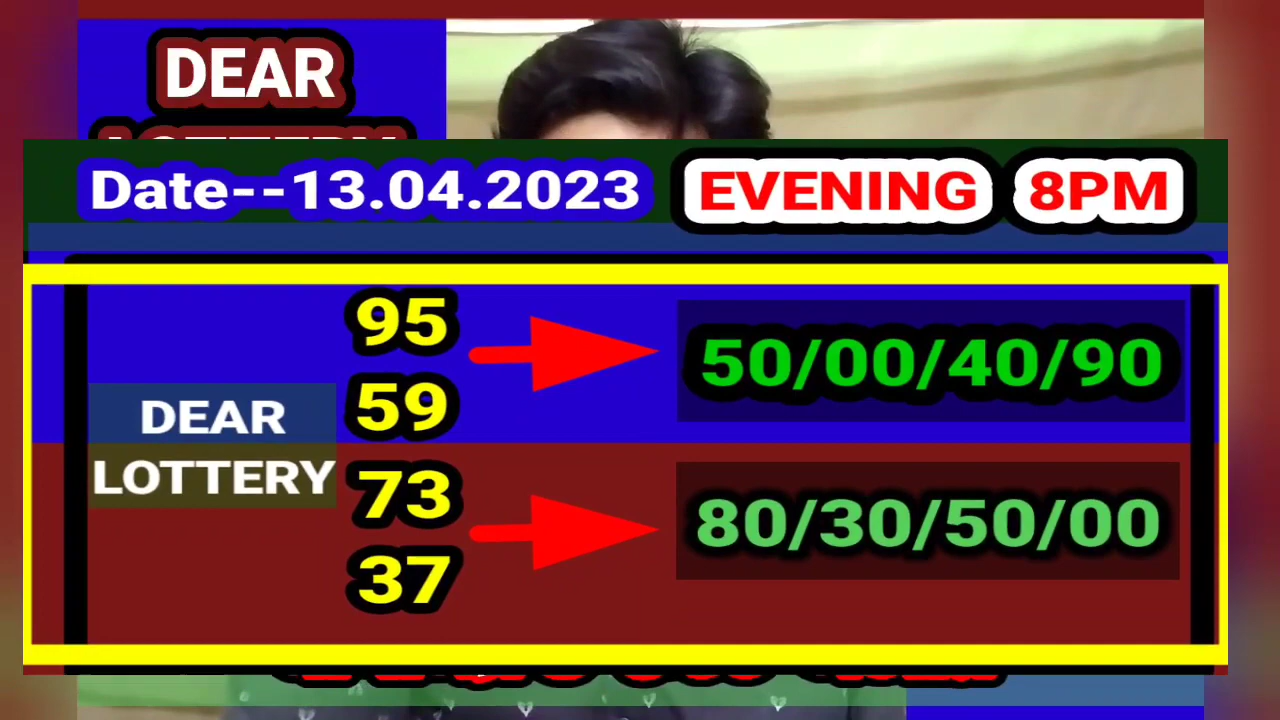 DEAR
LOTTERY
Date--13.04.2023 EVENING 8PM
95
50/00/40/90
59
DEAR
LOTTERY
73
80/30/50/00
37